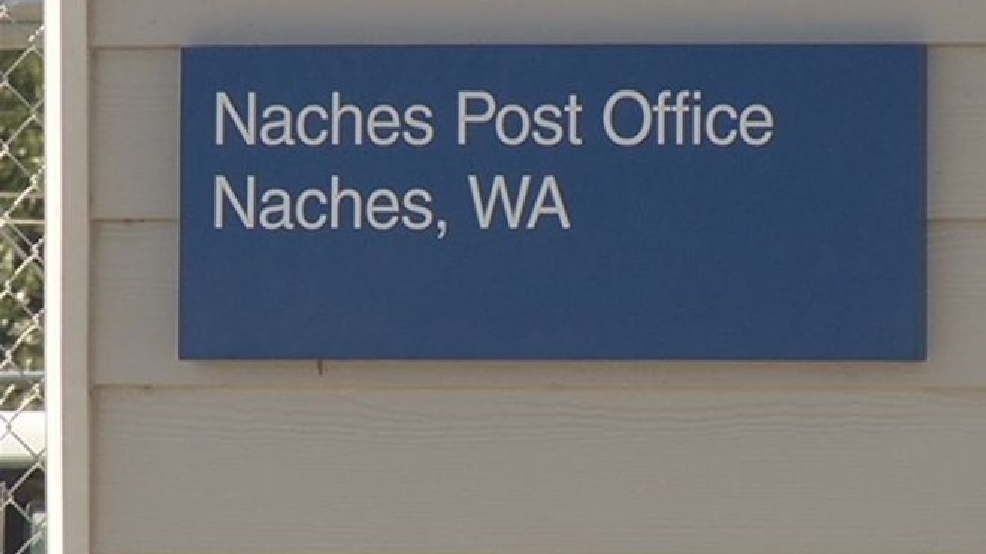 Naches Post Office
Naches, WA